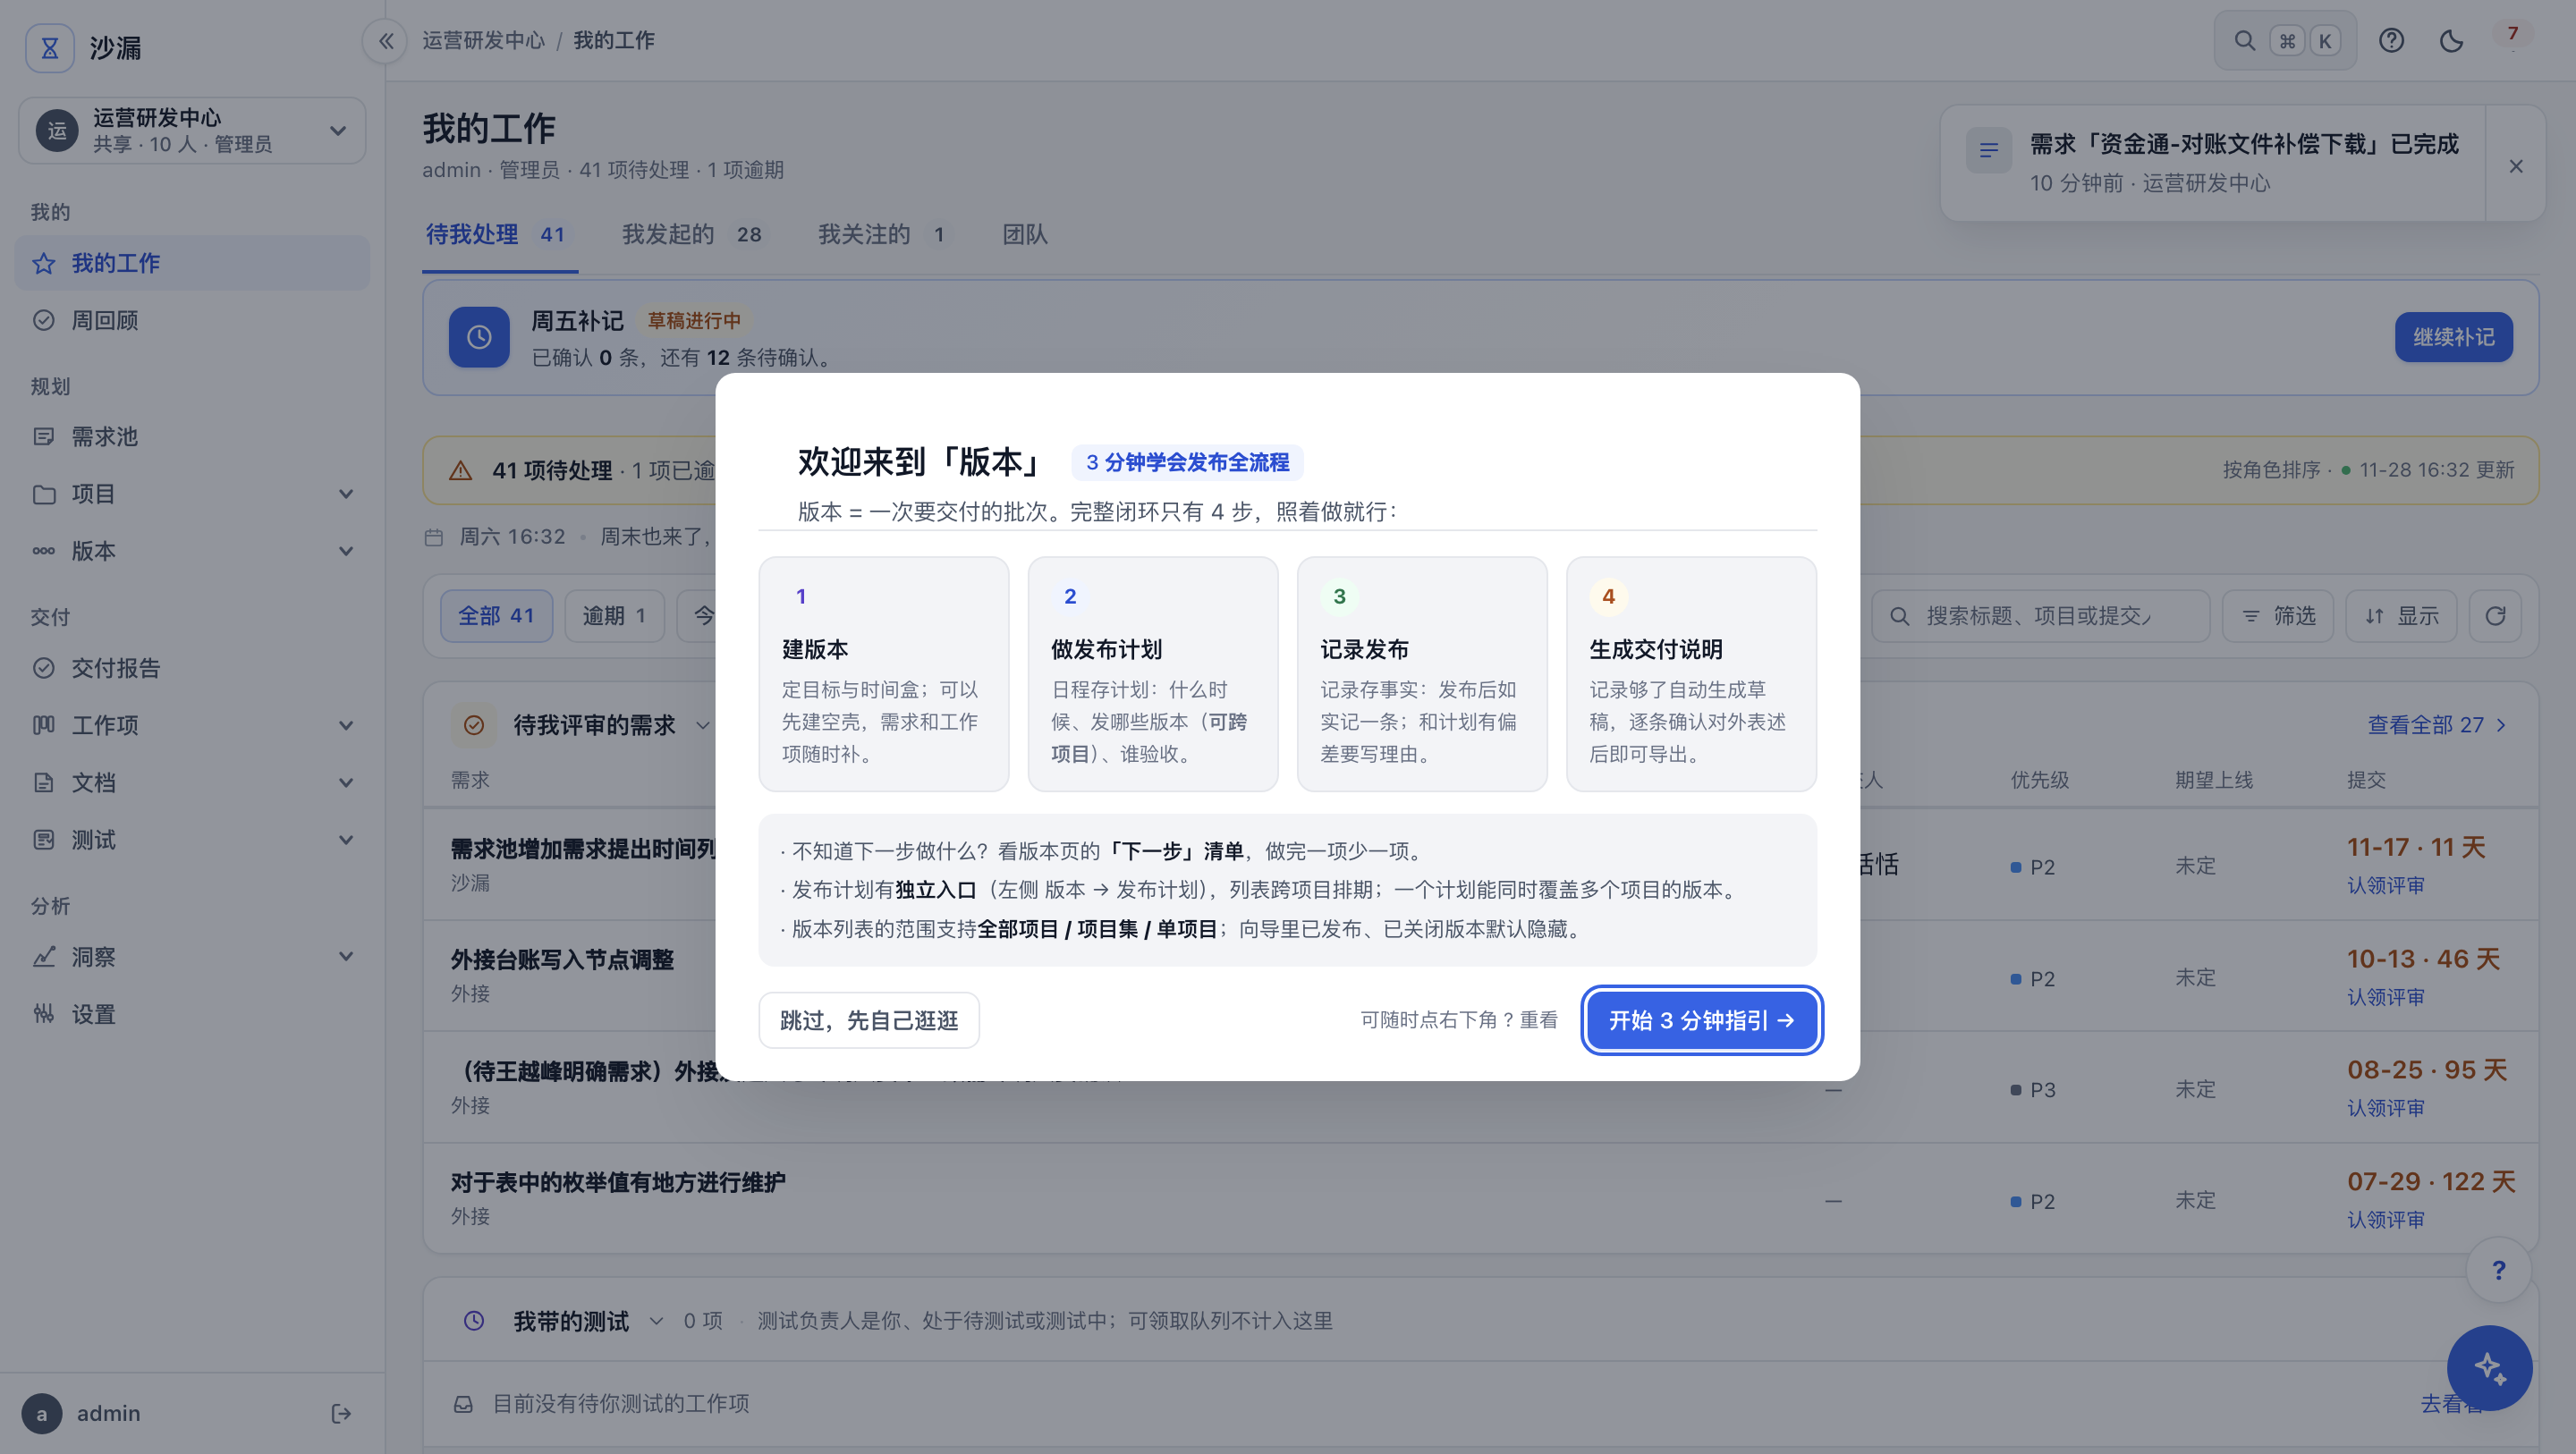 沙漏
运营研发中心 / 我的工作
⌘ K
7
运
运营研发中心
共享 · 10 人 · 管理员
我的
我的工作
周回顾
规划
需求池
项目
版本
交付
交付报告
工作项
文档
测试
分析
洞察
设置
a admin
我的工作
admin · 管理员 · 41 项待处理 · 1 项逾期
需求「资金通-对账文件补偿下载」已完成
10 分钟前 · 运营研发中心
待我处理 41 我发起的 28 我关注的 1 团队
周五补记 草稿进行中
已确认 0 条，还有 12 条待确认。
继续补记
41 项待处理 · 1 项已逾
按角色排序 · 11-28 16:32 更新
周六 16:32 • 周末也来了，
全部 41 逾期 1 今
搜索标题、项目或提交人
筛选 显示
欢迎来到「版本」 3 分钟学会发布全流程
版本 = 一次要交付的批次。完整闭环只有 4 步，照着做就行：
1
建版本
定目标与时间盒；可以
先建空壳，需求和工作
项随时补。
2
做发布计划
日程存计划：什么时
候、发哪些版本（可跨
项目）、谁验收。
3
记录发布
记录存事实：发布后如
实记一条；和计划有偏
差要写理由。
4
生成交付说明
记录够了自动生成草
稿，逐条确认对外表述
后即可导出。
· 不知道下一步做什么？看版本页的「下一步」清单，做完一项少一项。
· 发布计划有独立入口（左侧 版本 → 发布计划），列表跨项目排期；一个计划能同时覆盖多个项目的版本。
· 版本列表的范围支持全部项目 / 项目集 / 单项目；向导里已发布、已关闭版本默认隐藏。
跳过，先自己逛逛
可随时点右下角 ? 重看
开始 3 分钟指引 →
待我评审的需求
查看全部 27
需求 人 优先级 期望上线 提交
需求池增加需求提出时间列
沙漏
恬 P2 未定 11-17 · 11 天
认领评审
外接台账写入节点调整
外接
P2 未定 10-13 · 46 天
认领评审
（待王越峰明确需求）外接
外接
— P3 未定 08-25 · 95 天
认领评审
对于表中的枚举值有地方进行维护
外接
— P2 未定 07-29 · 122 天
认领评审
?
我带的测试 0 项 · 测试负责人是你、处于待测试或测试中；可领取队列不计入这里
目前没有待你测试的工作项
去看看